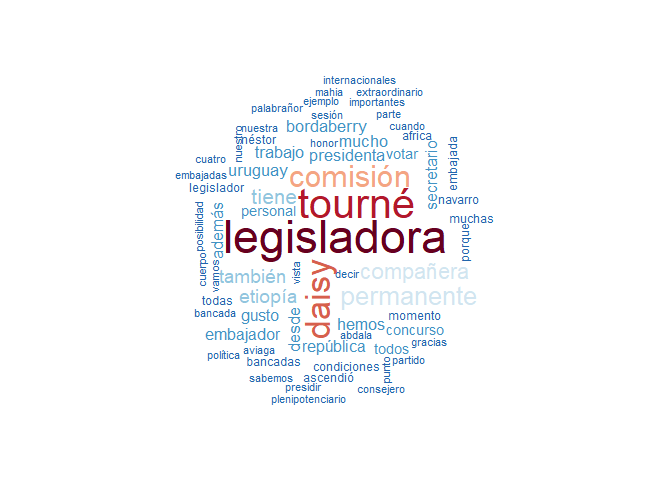 internacionales
mahia extraordinario
ejemplo importantes
palabrañor sesión parte
nuestra bordaberry cuando
néstor honor mucho africa
nuestro trabajo presidenta votar
cuatro uruguay comisión secretario embajada
embajadas
legislador tiene tourné navarro
personal muchas
posibilidad además legisladora porque
cuerpo vamos también vista daisy decir compañera
todas etiopía permanente
bancada gusto desde hemos momento
embajador abdala concurso
república todos gracias
política aviaga partido
bancadas condiciones punto
sabemos ascendió
presidir consejero
plenipotenciario